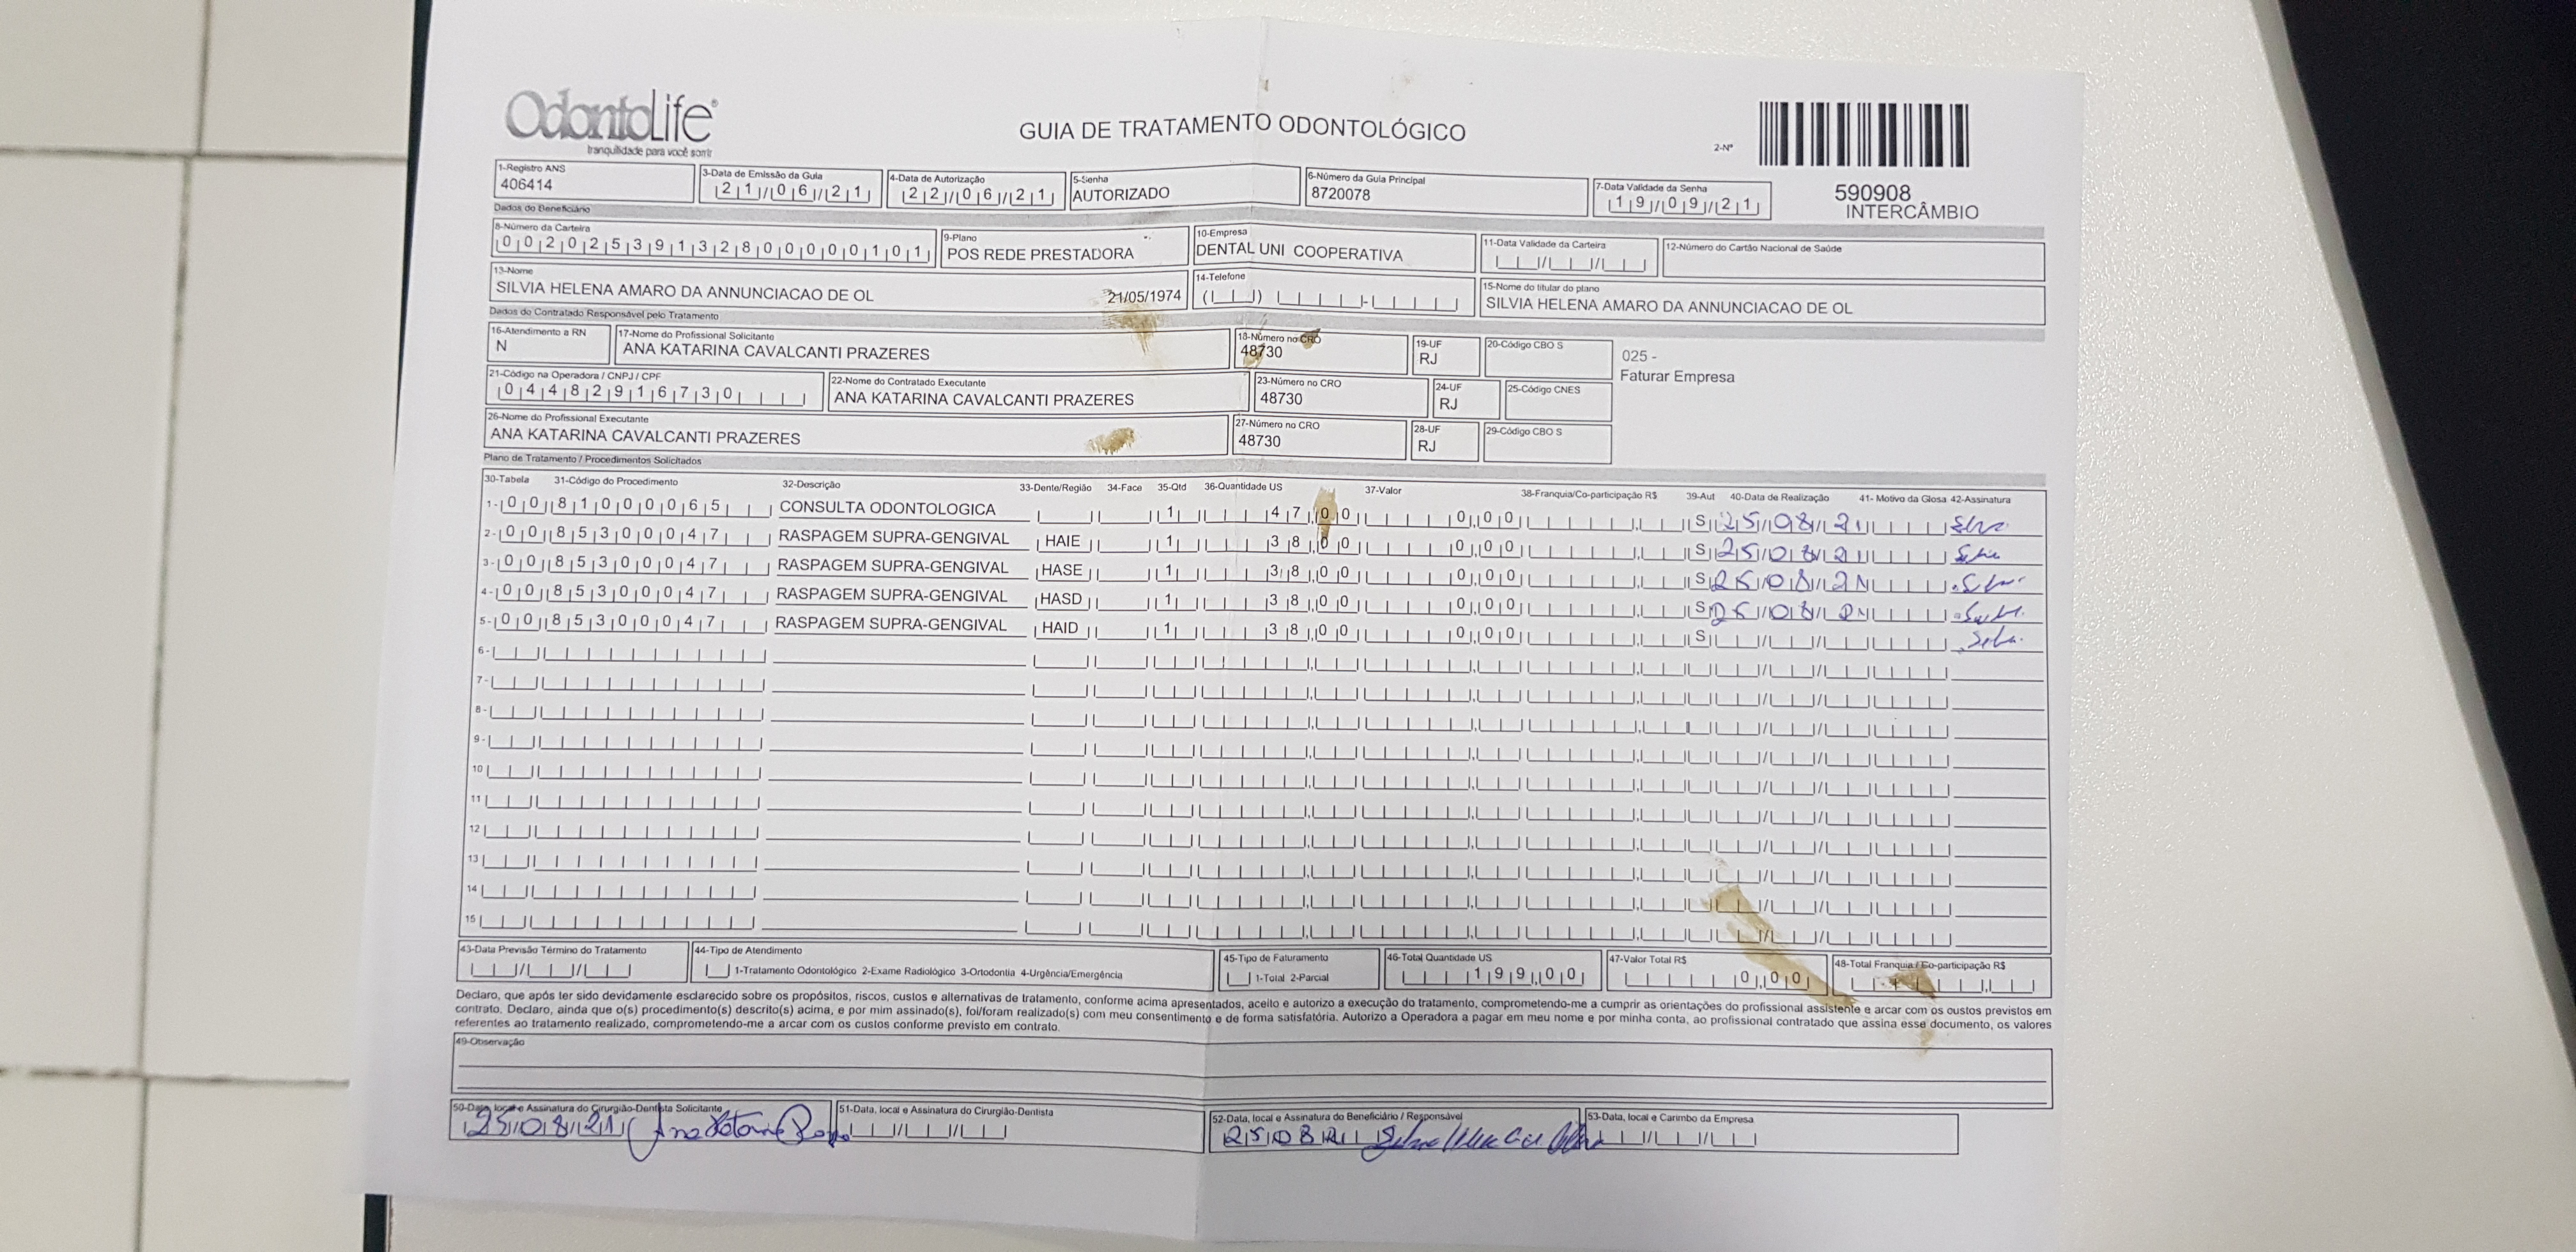 OdontoLife®
tranquilidade para você sorrir
GUIA DE TRATAMENTO ODONTOLÓGICO
2-Nº
590908
INTERCÂMBIO
1-Registro ANS 3-Data de Emissão da Guia 4-Data de Autorização 5-Senha 6-Número da Guia Principal 7-Data Validade da Senha
406414 21/06/21 22/06/21 AUTORIZADO 8720078 19/09/21
Dados do Beneficiário
8-Número da Carteira 9-Plano 10-Empresa 11-Data Validade da Carteira 12-Número do Cartão Nacional de Saúde
00202539132800000101 POS REDE PRESTADORA DENTAL UNI COOPERATIVA
13-Nome 14-Telefone 15-Nome do titular do plano
SILVIA HELENA AMARO DA ANNUNCIACAO DE OL 21/05/1974 SILVIA HELENA AMARO DA ANNUNCIACAO DE OL
Dados do Contratado Responsável pelo Tratamento
16-Atendimento a RN 17-Nome do Profissional Solicitante 18-Número no CRO 19-UF 20-Código CBO S
N ANA KATARINA CAVALCANTI PRAZERES 48730 RJ
025 -
Faturar Empresa
21-Código na Operadora / CNPJ / CPF 22-Nome do Contratado Executante 23-Número no CRO 24-UF 25-Código CNES
04482916730 ANA KATARINA CAVALCANTI PRAZERES 48730 RJ
26-Nome do Profissional Executante 27-Número no CRO 28-UF 29-Código CBO S
ANA KATARINA CAVALCANTI PRAZERES 48730 RJ
Plano de Tratamento / Procedimentos Solicitados
30-Tabela 31-Código do Procedimento 32-Descrição 33-Dente/Região 34-Face 35-Qtd 36-Quantidade US 37-Valor 38-Franquia/Co-participação R$ 39-Aut 40-Data de Realização 41- Motivo da Glosa 42-Assinatura
1- 00 81000065 CONSULTA ODONTOLOGICA 1 47,00 0,00 S 25/08/21
2- 00 85300047 RASPAGEM SUPRA-GENGIVAL HAIE 1 38,00 0,00 S 25/08/21
3- 00 85300047 RASPAGEM SUPRA-GENGIVAL HASE 1 38,00 0,00 S 25/08/21
4- 00 85300047 RASPAGEM SUPRA-GENGIVAL HASD 1 38,00 0,00 S 25/08/21
5- 00 85300047 RASPAGEM SUPRA-GENGIVAL HAID 1 38,00 0,00 S
6-
7-
8-
9-
10
11
12
13
14
15
43-Data Previsão Término do Tratamento 44-Tipo de Atendimento 45-Tipo de Faturamento 46-Total Quantidade US 47-Valor Total R$ 48-Total Franquia / Co-participação R$
1-Tratamento Odontológico 2-Exame Radiológico 3-Ortodontia 4-Urgência/Emergência 1-Total 2-Parcial 199,00 0,00
Declaro, que após ter sido devidamente esclarecido sobre os propósitos, riscos, custos e alternativas de tratamento, conforme acima apresentados, aceito e autorizo a execução do tratamento, comprometendo-me a cumprir as orientações do profissional assistente e arcar com os custos previstos em
contrato. Declaro, ainda que o(s) procedimento(s) descrito(s) acima, e por mim assinado(s), foi/foram realizado(s) com meu consentimento e de forma satisfatória. Autorizo a Operadora a pagar em meu nome e por minha conta, ao profissional contratado que assina esse documento, os valores
referentes ao tratamento realizado, comprometendo-me a arcar com os custos conforme previsto em contrato.
49-Observação
50-Data, local e Assinatura do Cirurgião-Dentista Solicitante 51-Data, local e Assinatura do Cirurgião-Dentista 52-Data, local e Assinatura do Beneficiário / Responsável 53-Data, local e Carimbo da Empresa
25/08/21 25 08 21